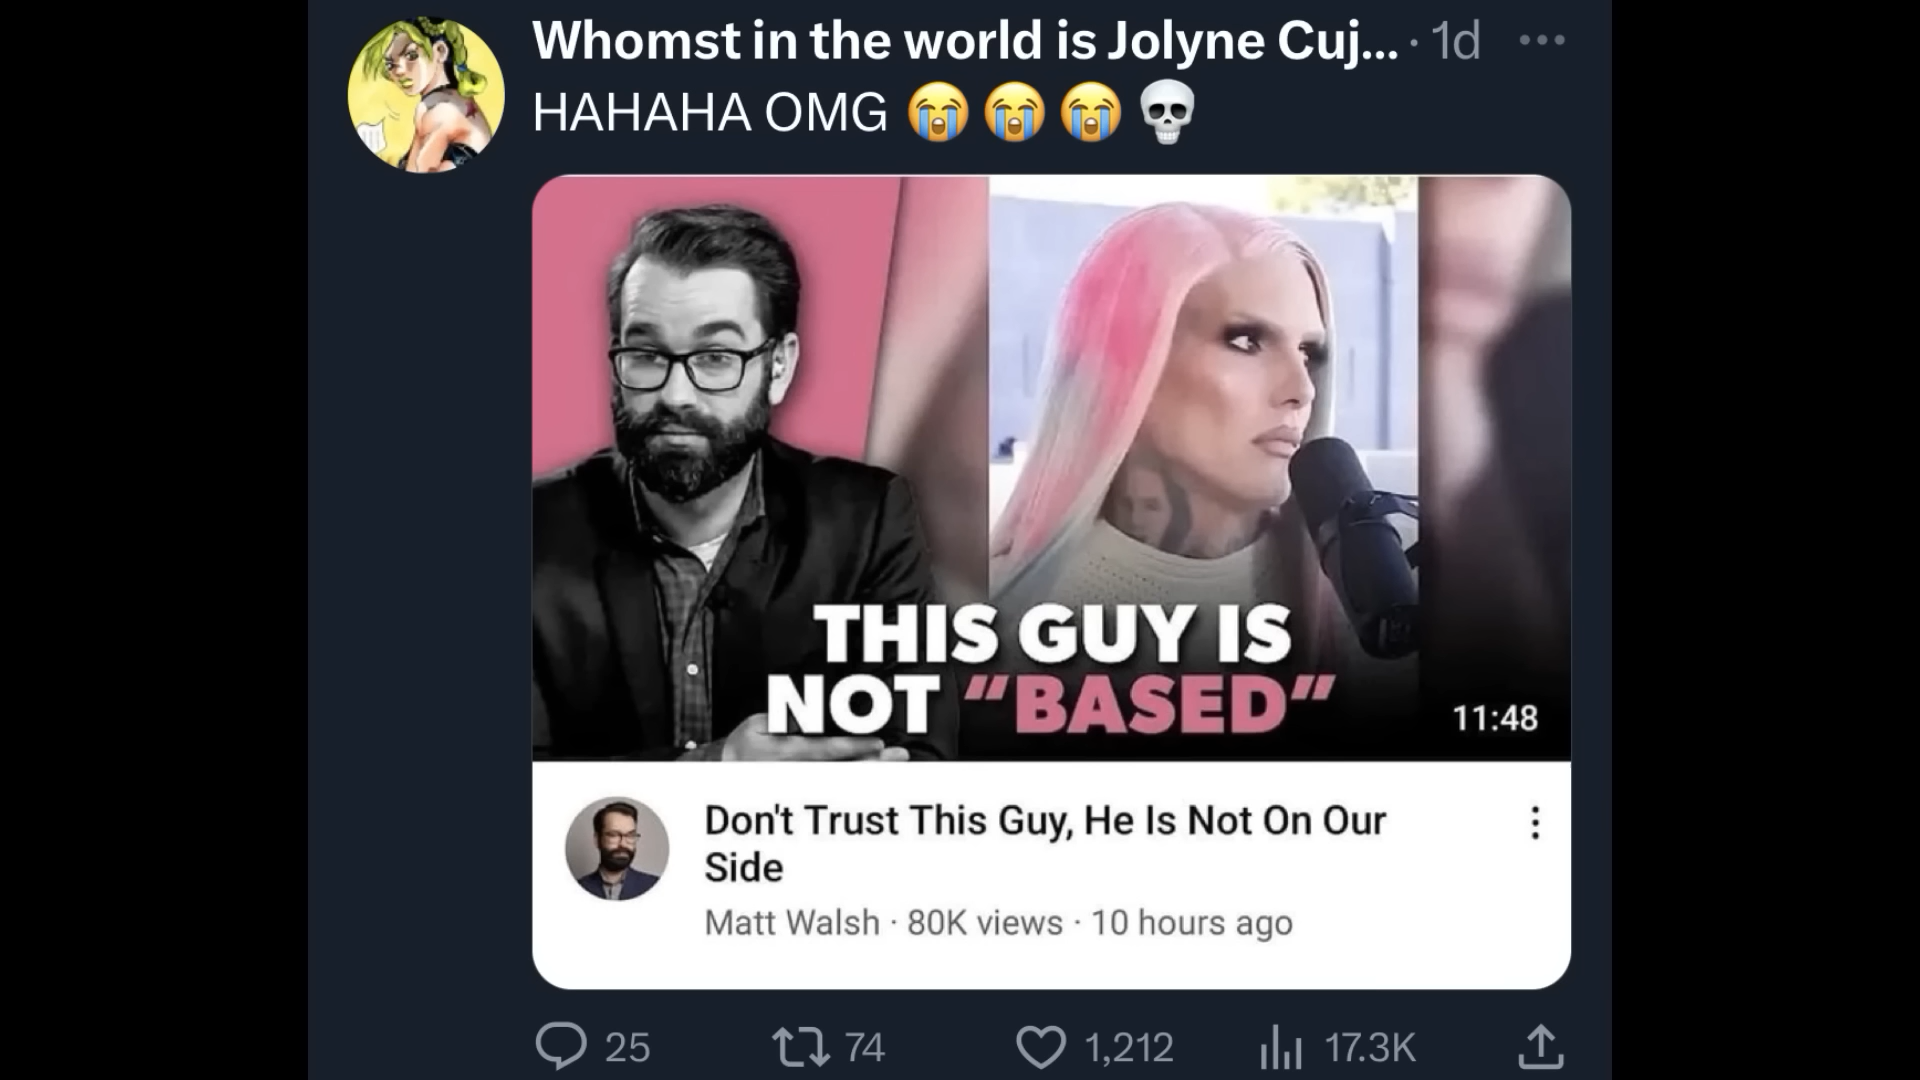 Whomst in the world is Jolyne Cuj... · 1d
HAHAHA OMG 😭😭😭💀
THIS GUY IS
NOT "BASED"
11:48
Don't Trust This Guy, He Is Not On Our
Side
Matt Walsh · 80K views · 10 hours ago
25 74 1,212 17.3K